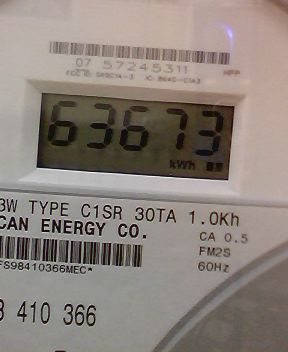 07 57245311
63673
kWh
3W TYPE C1SR 30TA 1.0Kh
CAN ENERGY CO.
CA 0.5
FM2S
60Hz
FS98410366MEC*
3 410 366